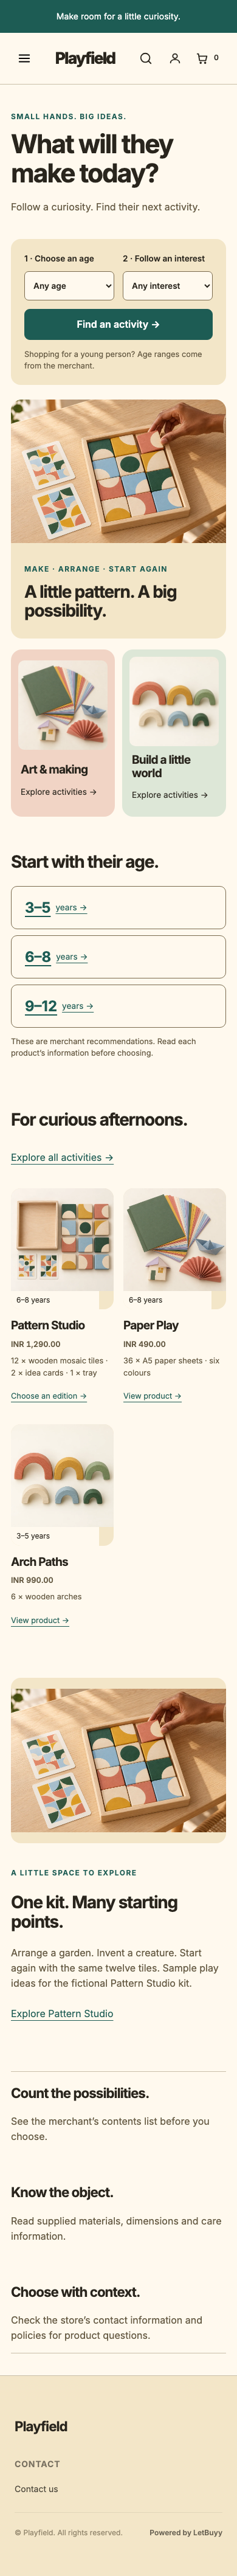 Make room for a little curiosity.
Playfield
0
SMALL HANDS. BIG IDEAS.
What will they
make today?
Follow a curiosity. Find their next activity.
1 · Choose an age
2 · Follow an interest
Any age
Any interest
Find an activity →
Shopping for a young person? Age ranges come
from the merchant.
MAKE · ARRANGE · START AGAIN
A little pattern. A big
possibility.
Art & making
Explore activities →
Build a little
world
Explore activities →
Start with their age.
3–5 years →
6–8 years →
9–12 years →
These are merchant recommendations. Read each
product's information before choosing.
For curious afternoons.
Explore all activities →
6–8 years
Pattern Studio
INR 1,290.00
12 × wooden mosaic tiles ·
2 × idea cards · 1 × tray
Choose an edition →
6–8 years
Paper Play
INR 490.00
36 × A5 paper sheets · six
colours
View product →
3–5 years
Arch Paths
INR 990.00
6 × wooden arches
View product →
A LITTLE SPACE TO EXPLORE
One kit. Many starting
points.
Arrange a garden. Invent a creature. Start
again with the same twelve tiles. Sample play
ideas for the fictional Pattern Studio kit.
Explore Pattern Studio
Count the possibilities.
See the merchant's contents list before you
choose.
Know the object.
Read supplied materials, dimensions and care
information.
Choose with context.
Check the store's contact information and
policies for product questions.
Playfield
CONTACT
Contact us
© Playfield. All rights reserved.
Powered by LetBuyy